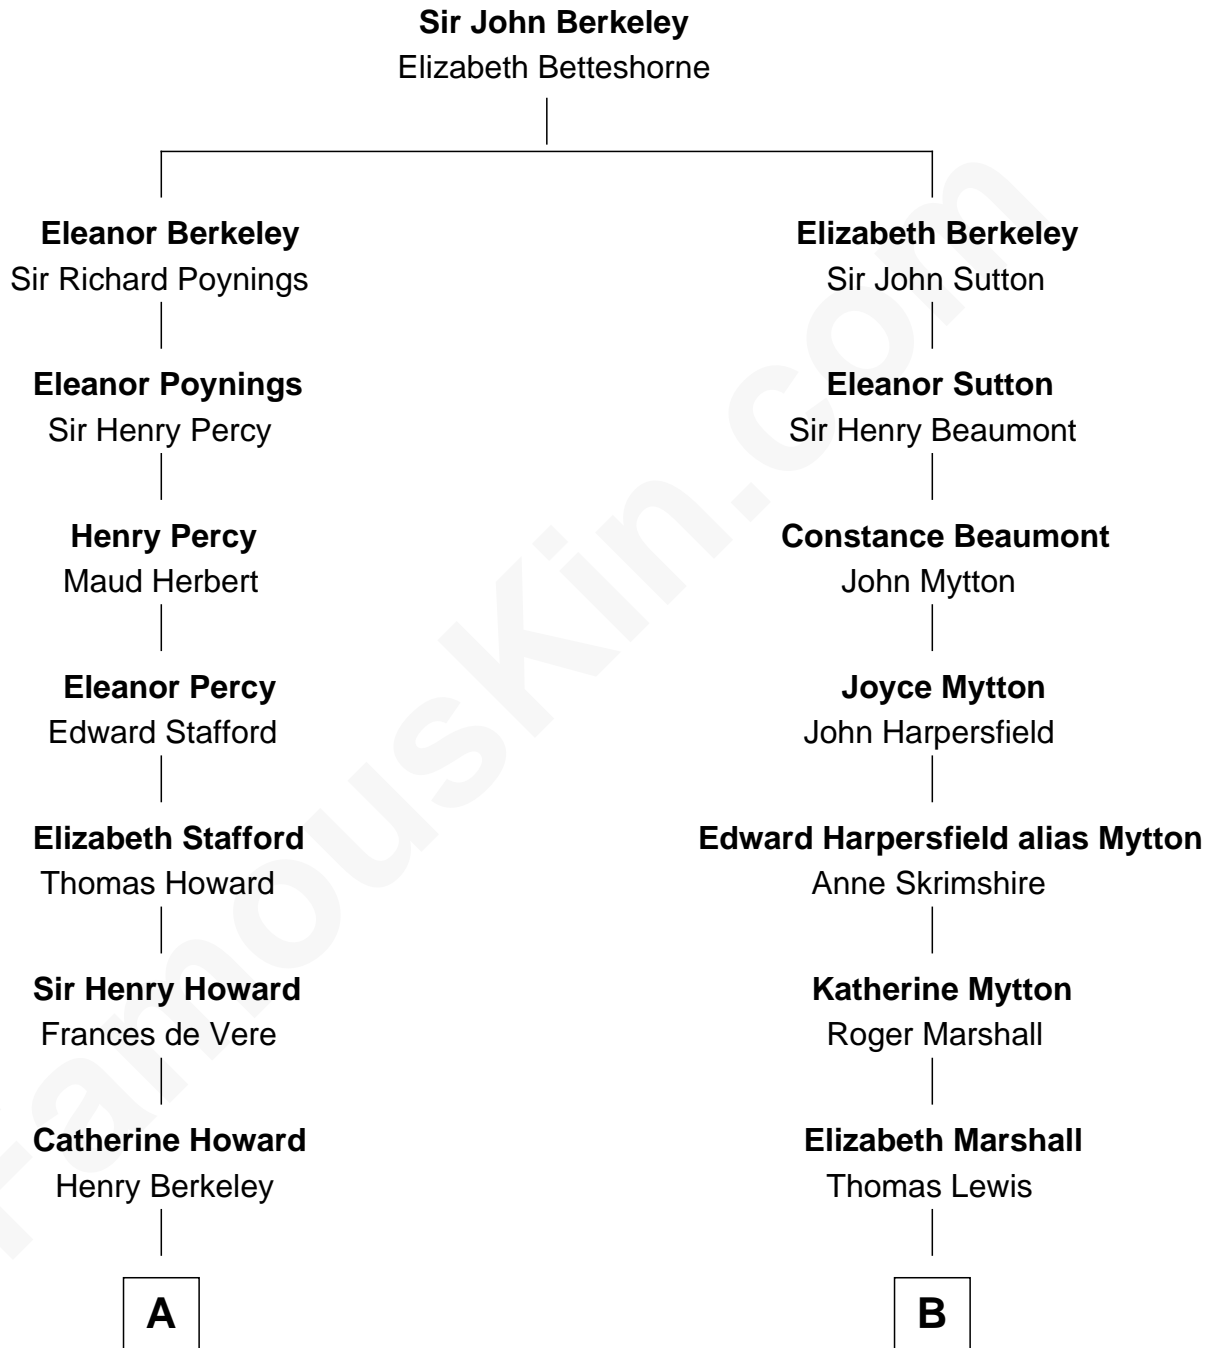 Sir John Berkeley
Elizabeth Betteshorne
Eleanor Berkeley
Sir Richard Poynings
Elizabeth Berkeley
Sir John Sutton
Eleanor Poynings
Sir Henry Percy
Eleanor Sutton
Sir Henry Beaumont
Henry Percy
Maud Herbert
Constance Beaumont
John Mytton
Eleanor Percy
Edward Stafford
Joyce Mytton
John Harpersfield
Elizabeth Stafford
Thomas Howard
Edward Harpersfield alias Mytton
Anne Skrimshire
Sir Henry Howard
Frances de Vere
Katherine Mytton
Roger Marshall
Catherine Howard
Henry Berkeley
Elizabeth Marshall
Thomas Lewis
A
B
FamousKin.com